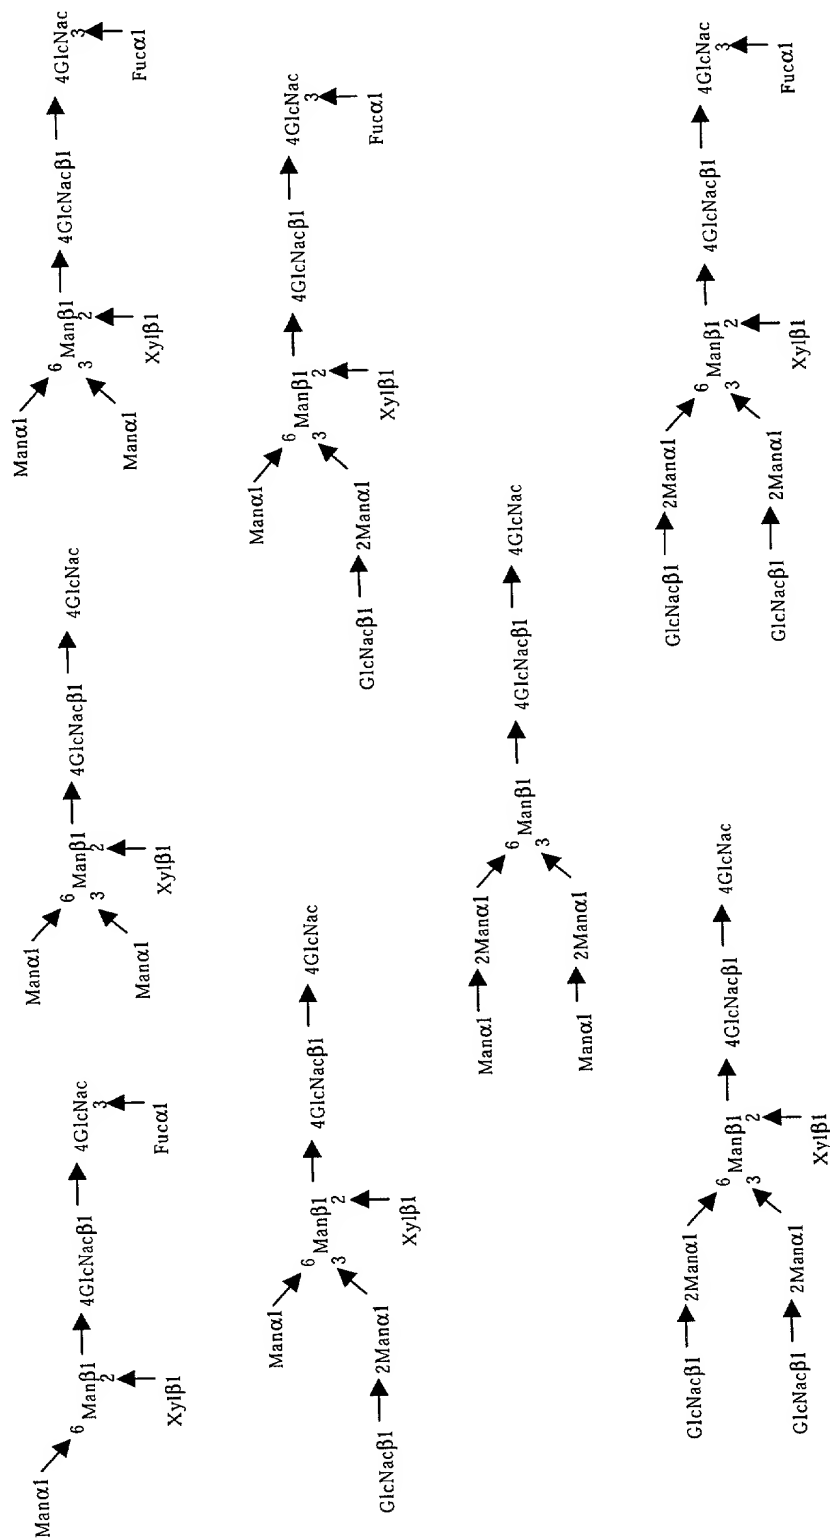 Manα1
6
Manβ1 4GlcNacβ1 4GlcNac
2 3
Xylβ1 Fucα1
Manα1
6
Manβ1 4GlcNacβ1 4GlcNac
3 2
Manα1 Xylβ1
Manα1
6
Manβ1 4GlcNacβ1 4GlcNac
3 2 3
Manα1 Xylβ1 Fucα1
Manα1
6
Manβ1 4GlcNacβ1 4GlcNac
3 2
GlcNacβ1 2Manα1 Xylβ1
Manα1
6
Manβ1 4GlcNacβ1 4GlcNac
3 2 3
GlcNacβ1 2Manα1 Xylβ1 Fucα1
Manα1 2Manα1
6
Manβ1 4GlcNacβ1 4GlcNac
3
Manα1 2Manα1
GlcNacβ1 2Manα1
6
Manβ1 4GlcNacβ1 4GlcNac
3 2
GlcNacβ1 2Manα1 Xylβ1
GlcNacβ1 2Manα1
6
Manβ1 4GlcNacβ1 4GlcNac
3 2 3
GlcNacβ1 2Manα1 Xylβ1 Fucα1